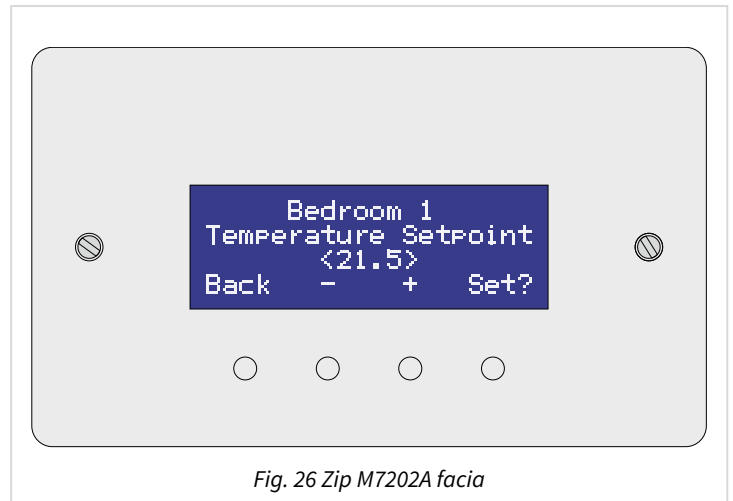 Bedroom 1
Temperature Setpoint
<21.5>
Back - + Set?
Fig. 26 Zip M7202A facia